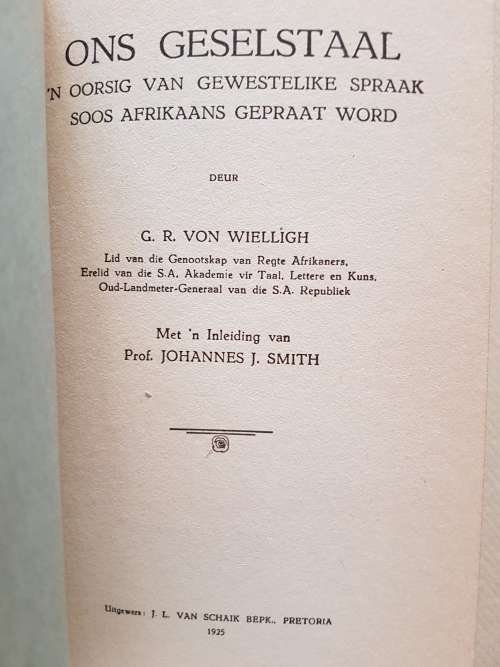 ONS GESELSTAAL
'N OORSIG VAN GEWESTELIKE SPRAAK
SOOS AFRIKAANS GEPRAAT WORD
DEUR
G. R. VON WIELLIGH
Lid van die Genootskap van Regte Afrikaners,
Erelid van die S.A. Akademie vir Taal, Lettere en Kuns,
Oud-Landmeter-Generaal van die S.A. Republiek
Met 'n Inleiding van
Prof. JOHANNES J. SMITH
Uitgewers: J. L. VAN SCHAIK BEPK., PRETORIA
1925